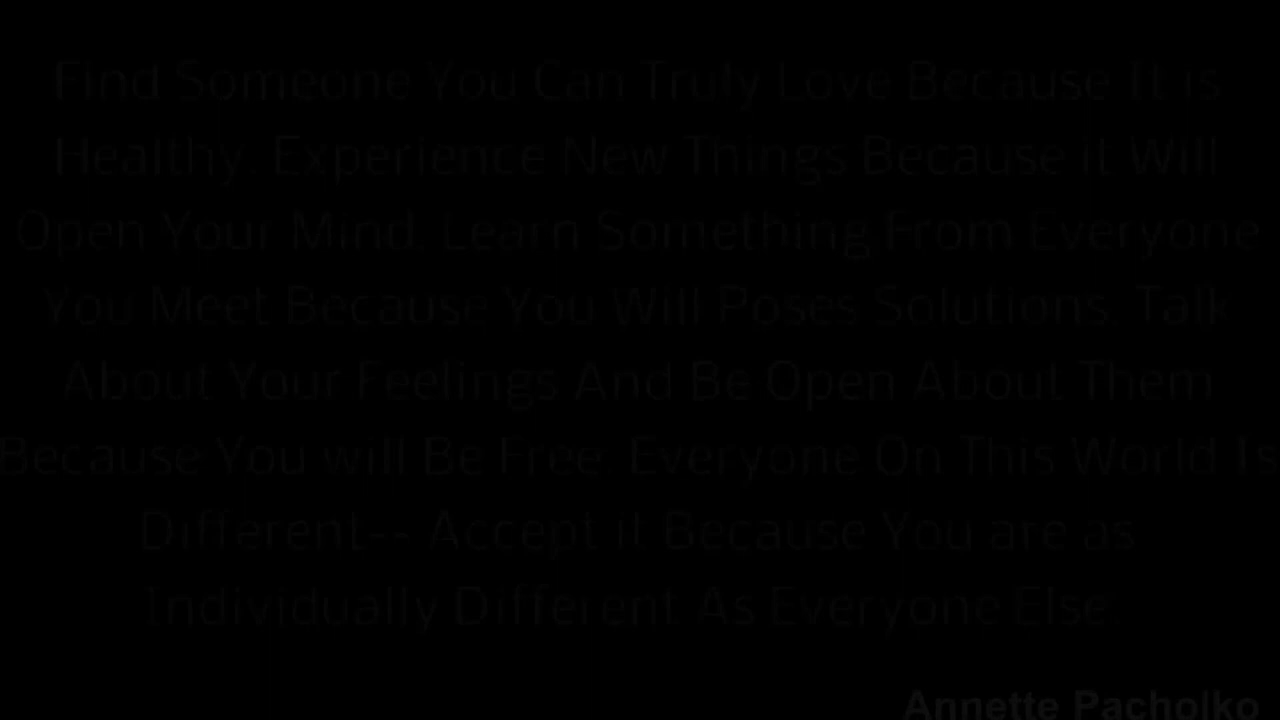 Find Someone You Can Truly Love Because It is
Healthy. Experience New Things Because it Will
Open Your Mind. Learn Something From Everyone
You Meet Because You Will Poses Solutions. Talk
About Your Feelings And Be Open About Them
Because You will Be Free. Everyone On This World Is
Different-- Accept it Because You are as
Individually Different As Everyone Else.
Annette Pacholko